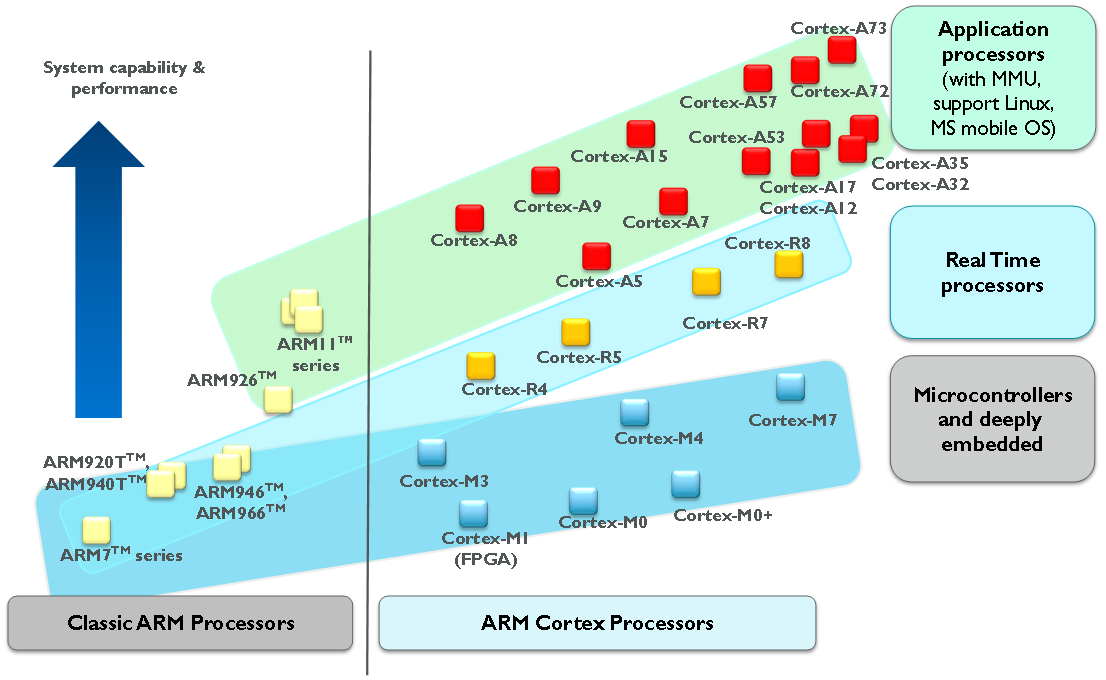 System capability &
performance
Cortex-A73
Cortex-A72
Cortex-A57
Cortex-A53
Cortex-A15
Cortex-A35
Cortex-A32
Cortex-A17
Cortex-A12
Cortex-A9
Cortex-A7
Cortex-A8
Cortex-A5
Cortex-R8
Cortex-R7
Cortex-R5
Cortex-R4
ARM11™
series
ARM926™
Cortex-M7
Cortex-M4
Cortex-M3
Cortex-M0+
Cortex-M0
Cortex-M1
(FPGA)
ARM920T™,
ARM940T™
ARM946™,
ARM966™
ARM7™ series
Application
processors
(with MMU,
support Linux,
MS mobile OS)
Real Time
processors
Microcontrollers
and deeply
embedded
Classic ARM Processors
ARM Cortex Processors